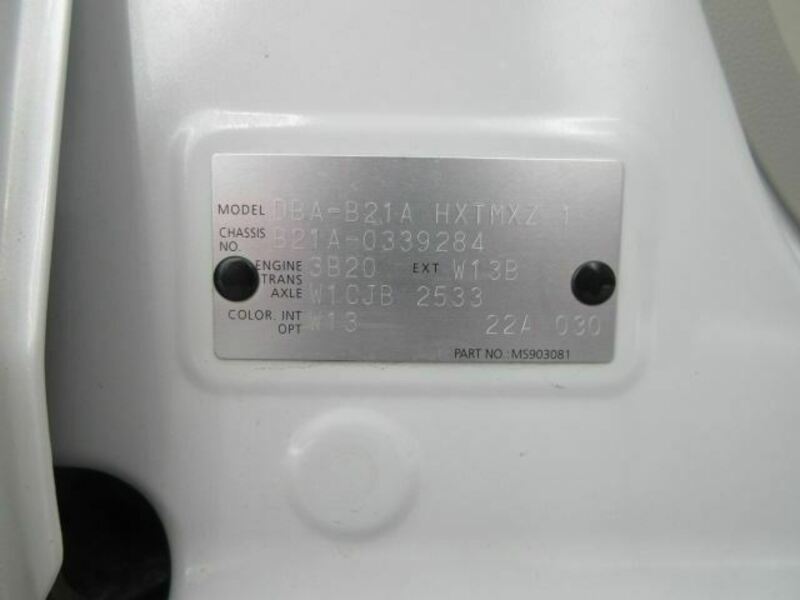 MODEL DBA-B21A HXTMXZ 1
CHASSIS NO. B21A-0339284
ENGINE 3B20 EXT W13B
TRANS AXLE W1CJB 2533
COLOR. INT OPT W13 22A 030
PART NO.: MS903081